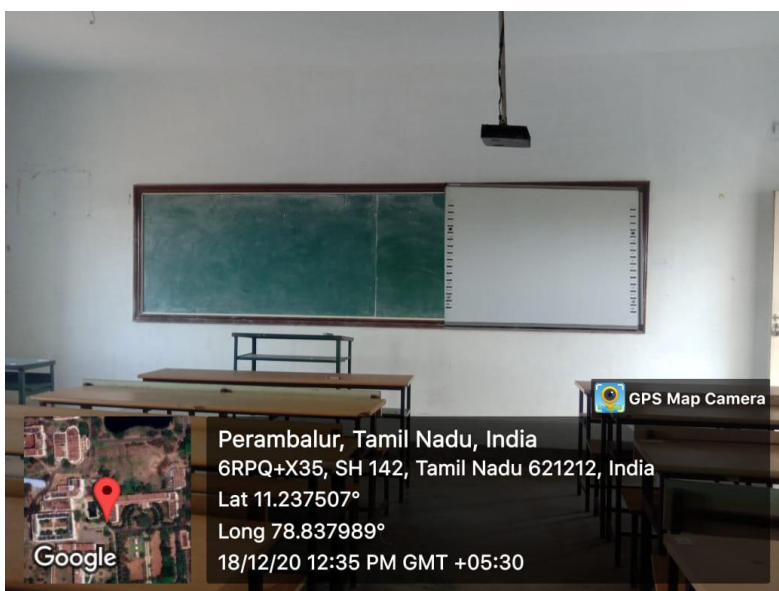 GPS Map Camera
Perambalur, Tamil Nadu, India
6RPQ+X35, SH 142, Tamil Nadu 621212, India
Lat 11.237507°
Long 78.837989°
18/12/20 12:35 PM GMT +05:30
Google